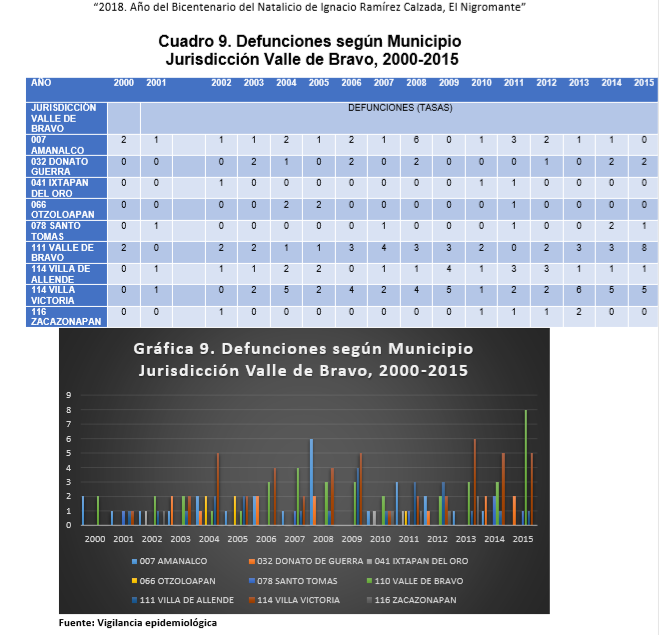 “2018. Año del Bicentenario del Natalicio de Ignacio Ramírez Calzada, El Nigromante”
Cuadro 9. Defunciones según Municipio
Jurisdicción Valle de Bravo, 2000-2015
AÑO 2000 2001 2002 2003 2004 2005 2006 2007 2008 2009 2010 2011 2012 2013 2014 2015
JURISDICCIÓN
VALLE DE
BRAVO
DEFUNCIONES (TASAS)
007
AMANALCO
2 1 1 1 2 1 2 1 6 0 1 3 2 1 1 0
032 DONATO
GUERRA
0 0 0 2 1 0 2 0 2 0 0 0 1 0 2 2
041 IXTAPAN
DEL ORO
0 0 1 0 0 0 0 0 0 0 1 1 0 0 0 0
066
OTZOLOAPAN
0 0 0 0 2 2 0 0 0 0 0 1 0 0 0 0
078 SANTO
TOMAS
0 1 0 0 0 0 0 1 0 0 0 1 0 0 2 1
111 VALLE DE
BRAVO
2 0 2 2 1 1 3 4 3 3 2 0 2 3 3 8
114 VILLA DE
ALLENDE
0 1 1 1 2 2 0 1 1 4 1 3 3 1 1 1
114 VILLA
VICTORIA
0 1 0 2 5 2 4 2 4 5 1 2 2 6 5 5
116
ZACAZONAPAN
0 0 1 0 0 0 0 0 0 0 1 1 1 2 0 0
Gráfica 9. Defunciones según Municipio
Jurisdicción Valle de Bravo, 2000-2015
9
8
7
6
5
4
3
2
1
0
2000 2001 2002 2003 2004 2005 2006 2007 2008 2009 2010 2011 2012 2013 2014 2015
007 AMANALCO 032 DONATO DE GUERRA 041 IXTAPAN DEL ORO
066 OTZOLOAPAN 078 SANTO TOMAS 110 VALLE DE BRAVO
111 VILLA DE ALLENDE 114 VILLA VICTORIA 116 ZACAZONAPAN
Fuente: Vigilancia epidemiológica